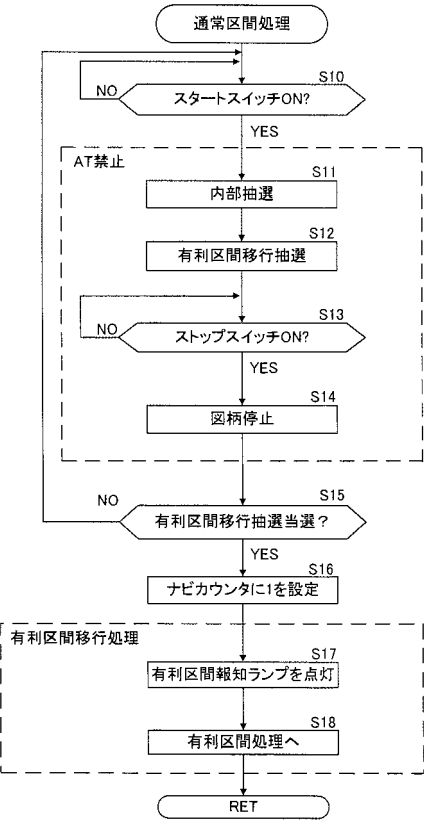 通常区間処理
S10
NO
スタートスイッチON?
YES
AT禁止
S11
内部抽選
S12
有利区間移行抽選
S13
NO
ストップスイッチON?
YES
S14
図柄停止
S15
NO
有利区間移行抽選当選?
YES
S16
ナビカウンタに1を設定
有利区間移行処理
S17
有利区間報知ランプを点灯
S18
有利区間処理へ
RET